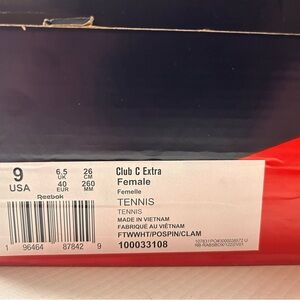 9
USA
6.5
UK
40
EUR
26
CM
260
MM
Reebok
1 96464 87842 9
Club C Extra
Female
Femelle
TENNIS
TENNIS
MADE IN VIETNAM
FABRIQUÉ AU VIÊTNAM
FTWWHT/POSPIN/CLAM
100033108